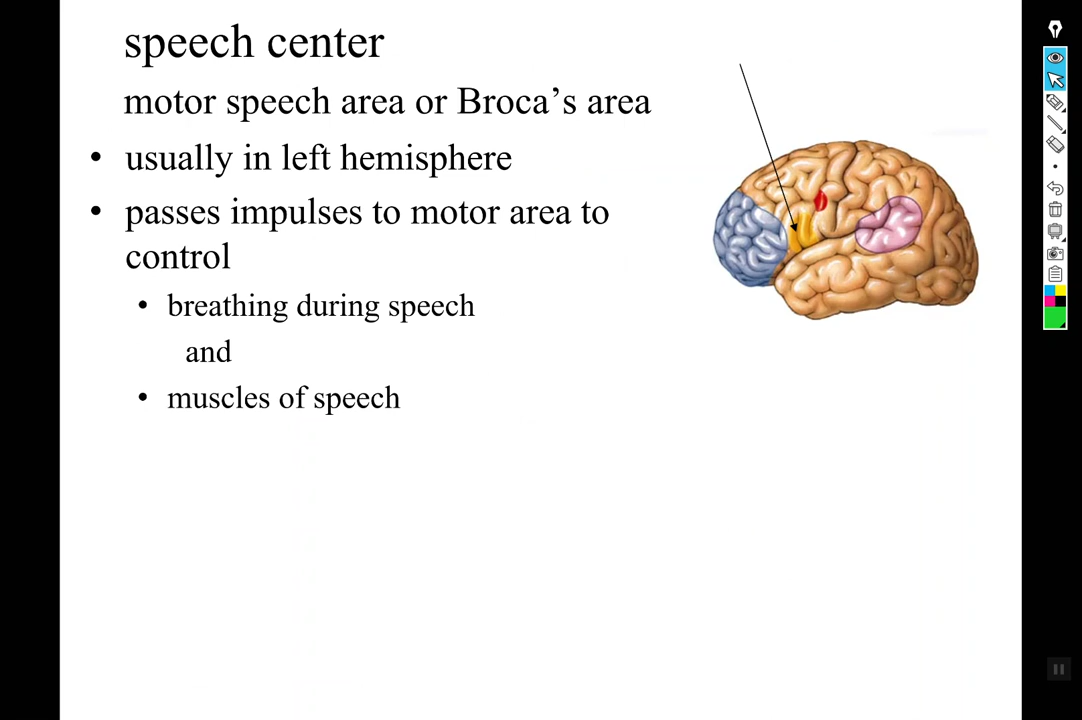 speech center
motor speech area or Broca’s area
• usually in left hemisphere
• passes impulses to motor area to
control
• breathing during speech
and
• muscles of speech